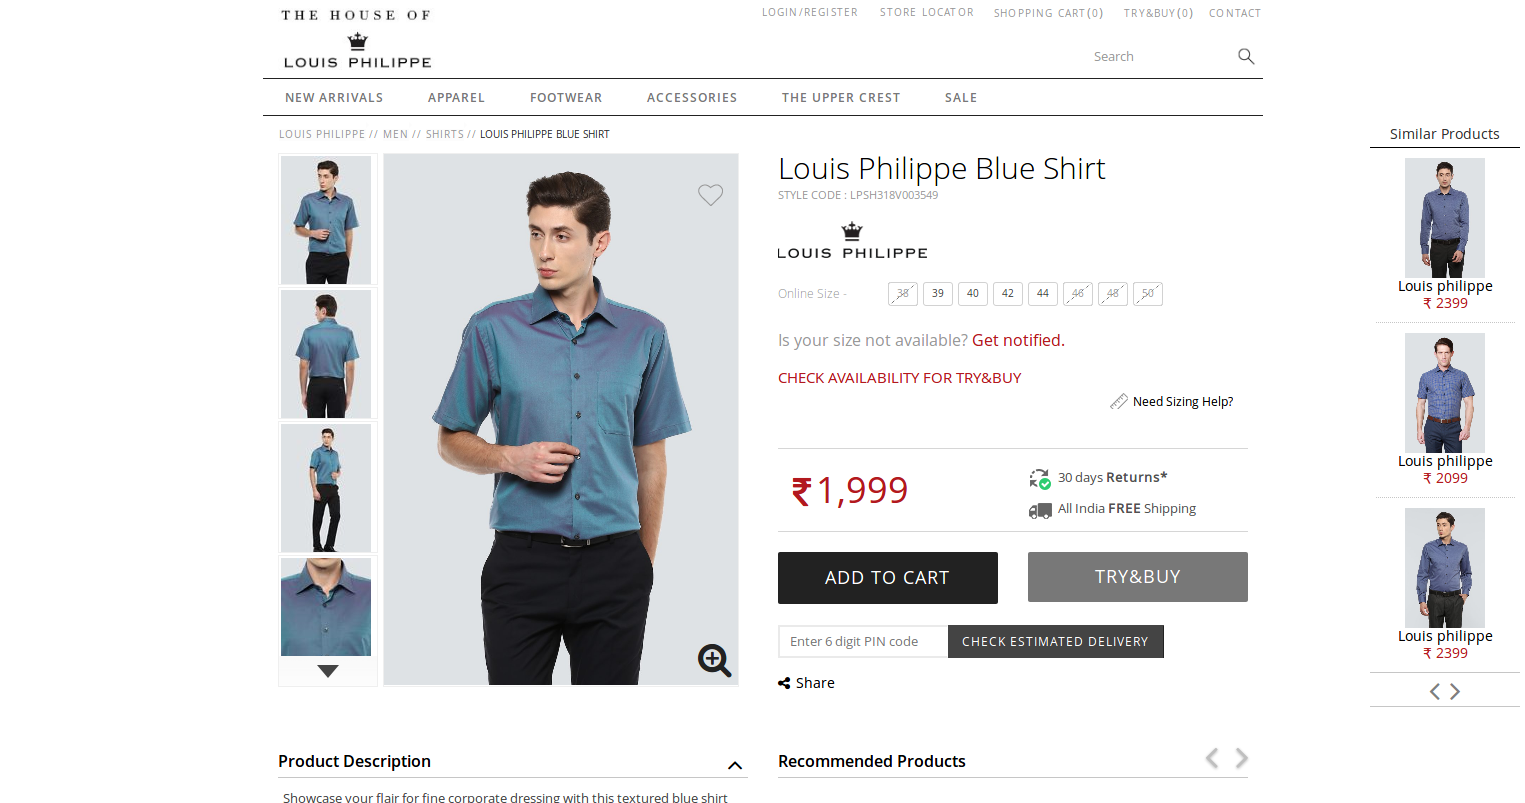 THE HOUSE OF
LOUIS PHILIPPE
LOGIN/REGISTER STORE LOCATOR SHOPPING CART(0) TRY&BUY(0) CONTACT
Search
NEW ARRIVALS APPAREL FOOTWEAR ACCESSORIES THE UPPER CREST SALE
LOUIS PHILIPPE // MEN // SHIRTS // LOUIS PHILIPPE BLUE SHIRT
Louis Philippe Blue Shirt
STYLE CODE : LPSH318V003549
LOUIS PHILIPPE
Online Size - 38 39 40 42 44 46 48 50
Is your size not available? Get notified.
CHECK AVAILABILITY FOR TRY&BUY
Need Sizing Help?
₹1,999
30 days Returns*
All India FREE Shipping
ADD TO CART TRY&BUY
Enter 6 digit PIN code CHECK ESTIMATED DELIVERY
Share
Similar Products
Louis philippe
₹ 2399
Louis philippe
₹ 2099
Louis philippe
₹ 2399
Product Description
Showcase your flair for fine corporate dressing with this textured blue shirt
Recommended Products